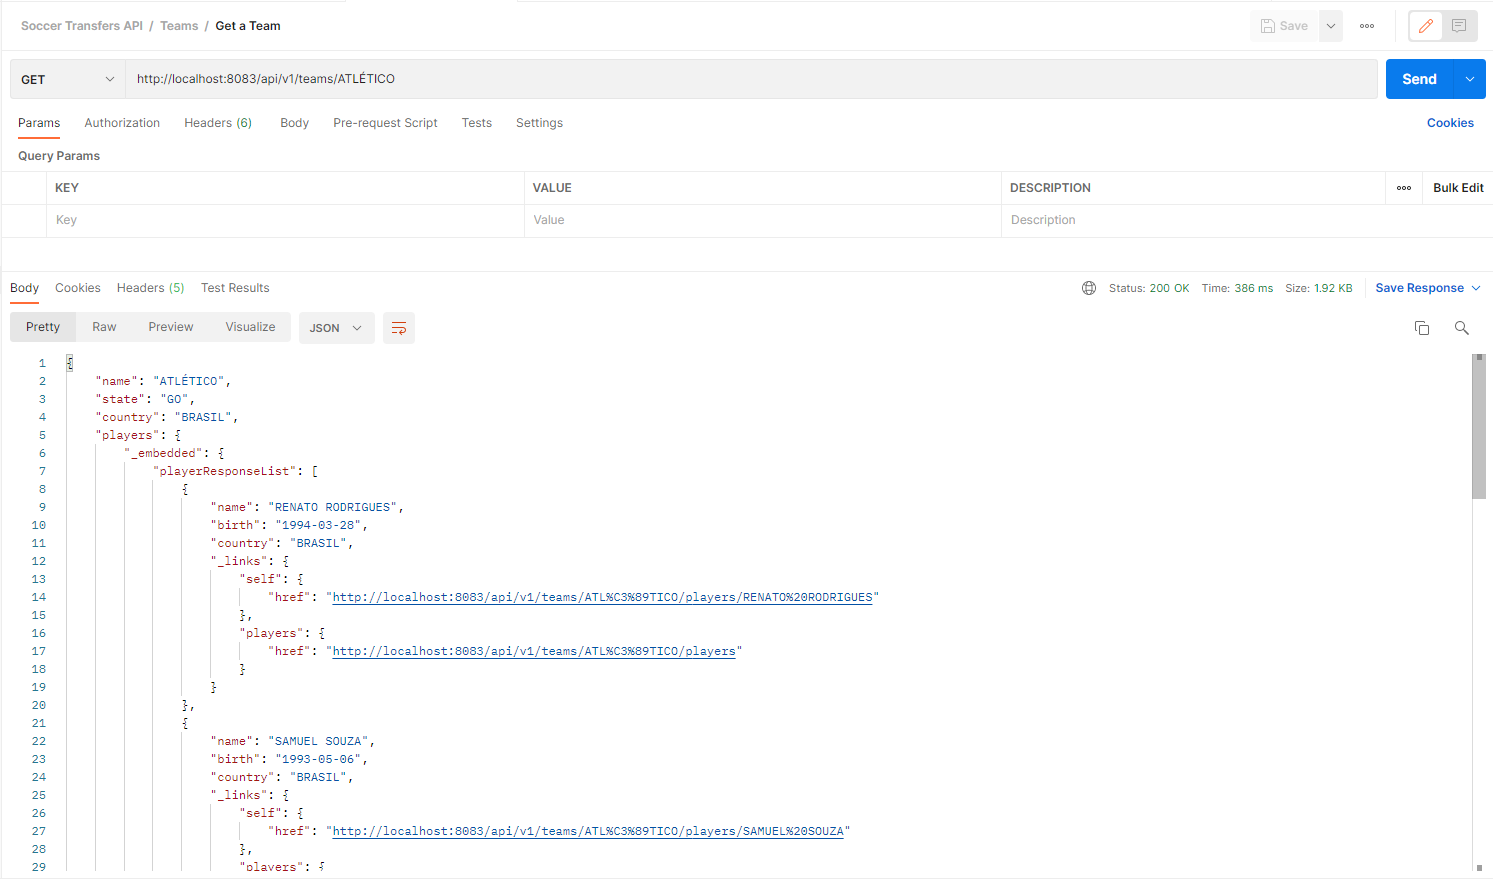 Soccer Transfers API / Teams / Get a Team Save
GET http://localhost:8083/api/v1/teams/ATLÉTICO Send
Params Authorization Headers (6) Body Pre-request Script Tests Settings Cookies
Query Params
KEY VALUE DESCRIPTION Bulk Edit
Key Value Description
Body Cookies Headers (5) Test Results Status: 200 OK Time: 386 ms Size: 1.92 KB Save Response
Pretty Raw Preview Visualize JSON
1 {
2 "name": "ATLÉTICO",
3 "state": "GO",
4 "country": "BRASIL",
5 "players": {
6 "_embedded": {
7 "playerResponseList": [
8 {
9 "name": "RENATO RODRIGUES",
10 "birth": "1994-03-28",
11 "country": "BRASIL",
12 "_links": {
13 "self": {
14 "href": "http://localhost:8083/api/v1/teams/ATL%C3%89TICO/players/RENATO%20RODRIGUES"
15 },
16 "players": {
17 "href": "http://localhost:8083/api/v1/teams/ATL%C3%89TICO/players"
18 }
19 }
20 },
21 {
22 "name": "SAMUEL SOUZA",
23 "birth": "1993-05-06",
24 "country": "BRASIL",
25 "_links": {
26 "self": {
27 "href": "http://localhost:8083/api/v1/teams/ATL%C3%89TICO/players/SAMUEL%20SOUZA"
28 },
29 "players": {